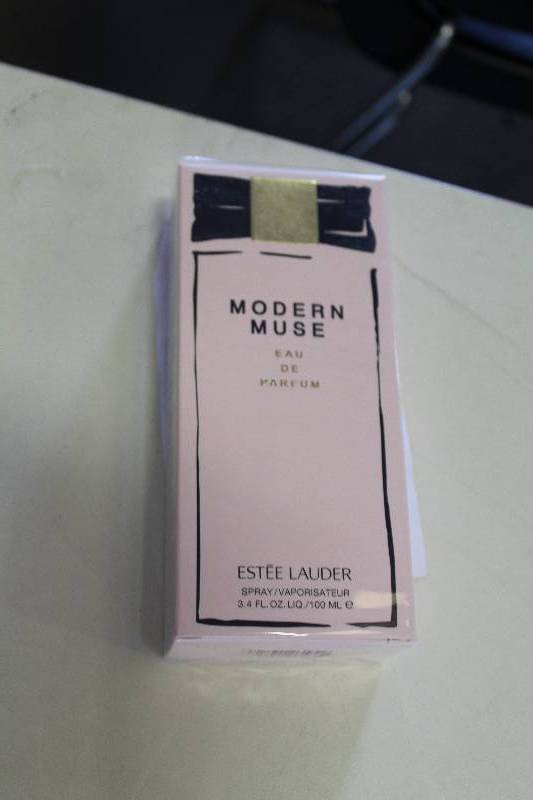 MODERN
MUSE
EAU
DE
PARFUM
ESTĒE LAUDER
SPRAY/VAPORISATEUR
3.4 FL.OZ.LIQ./100 ML ℮